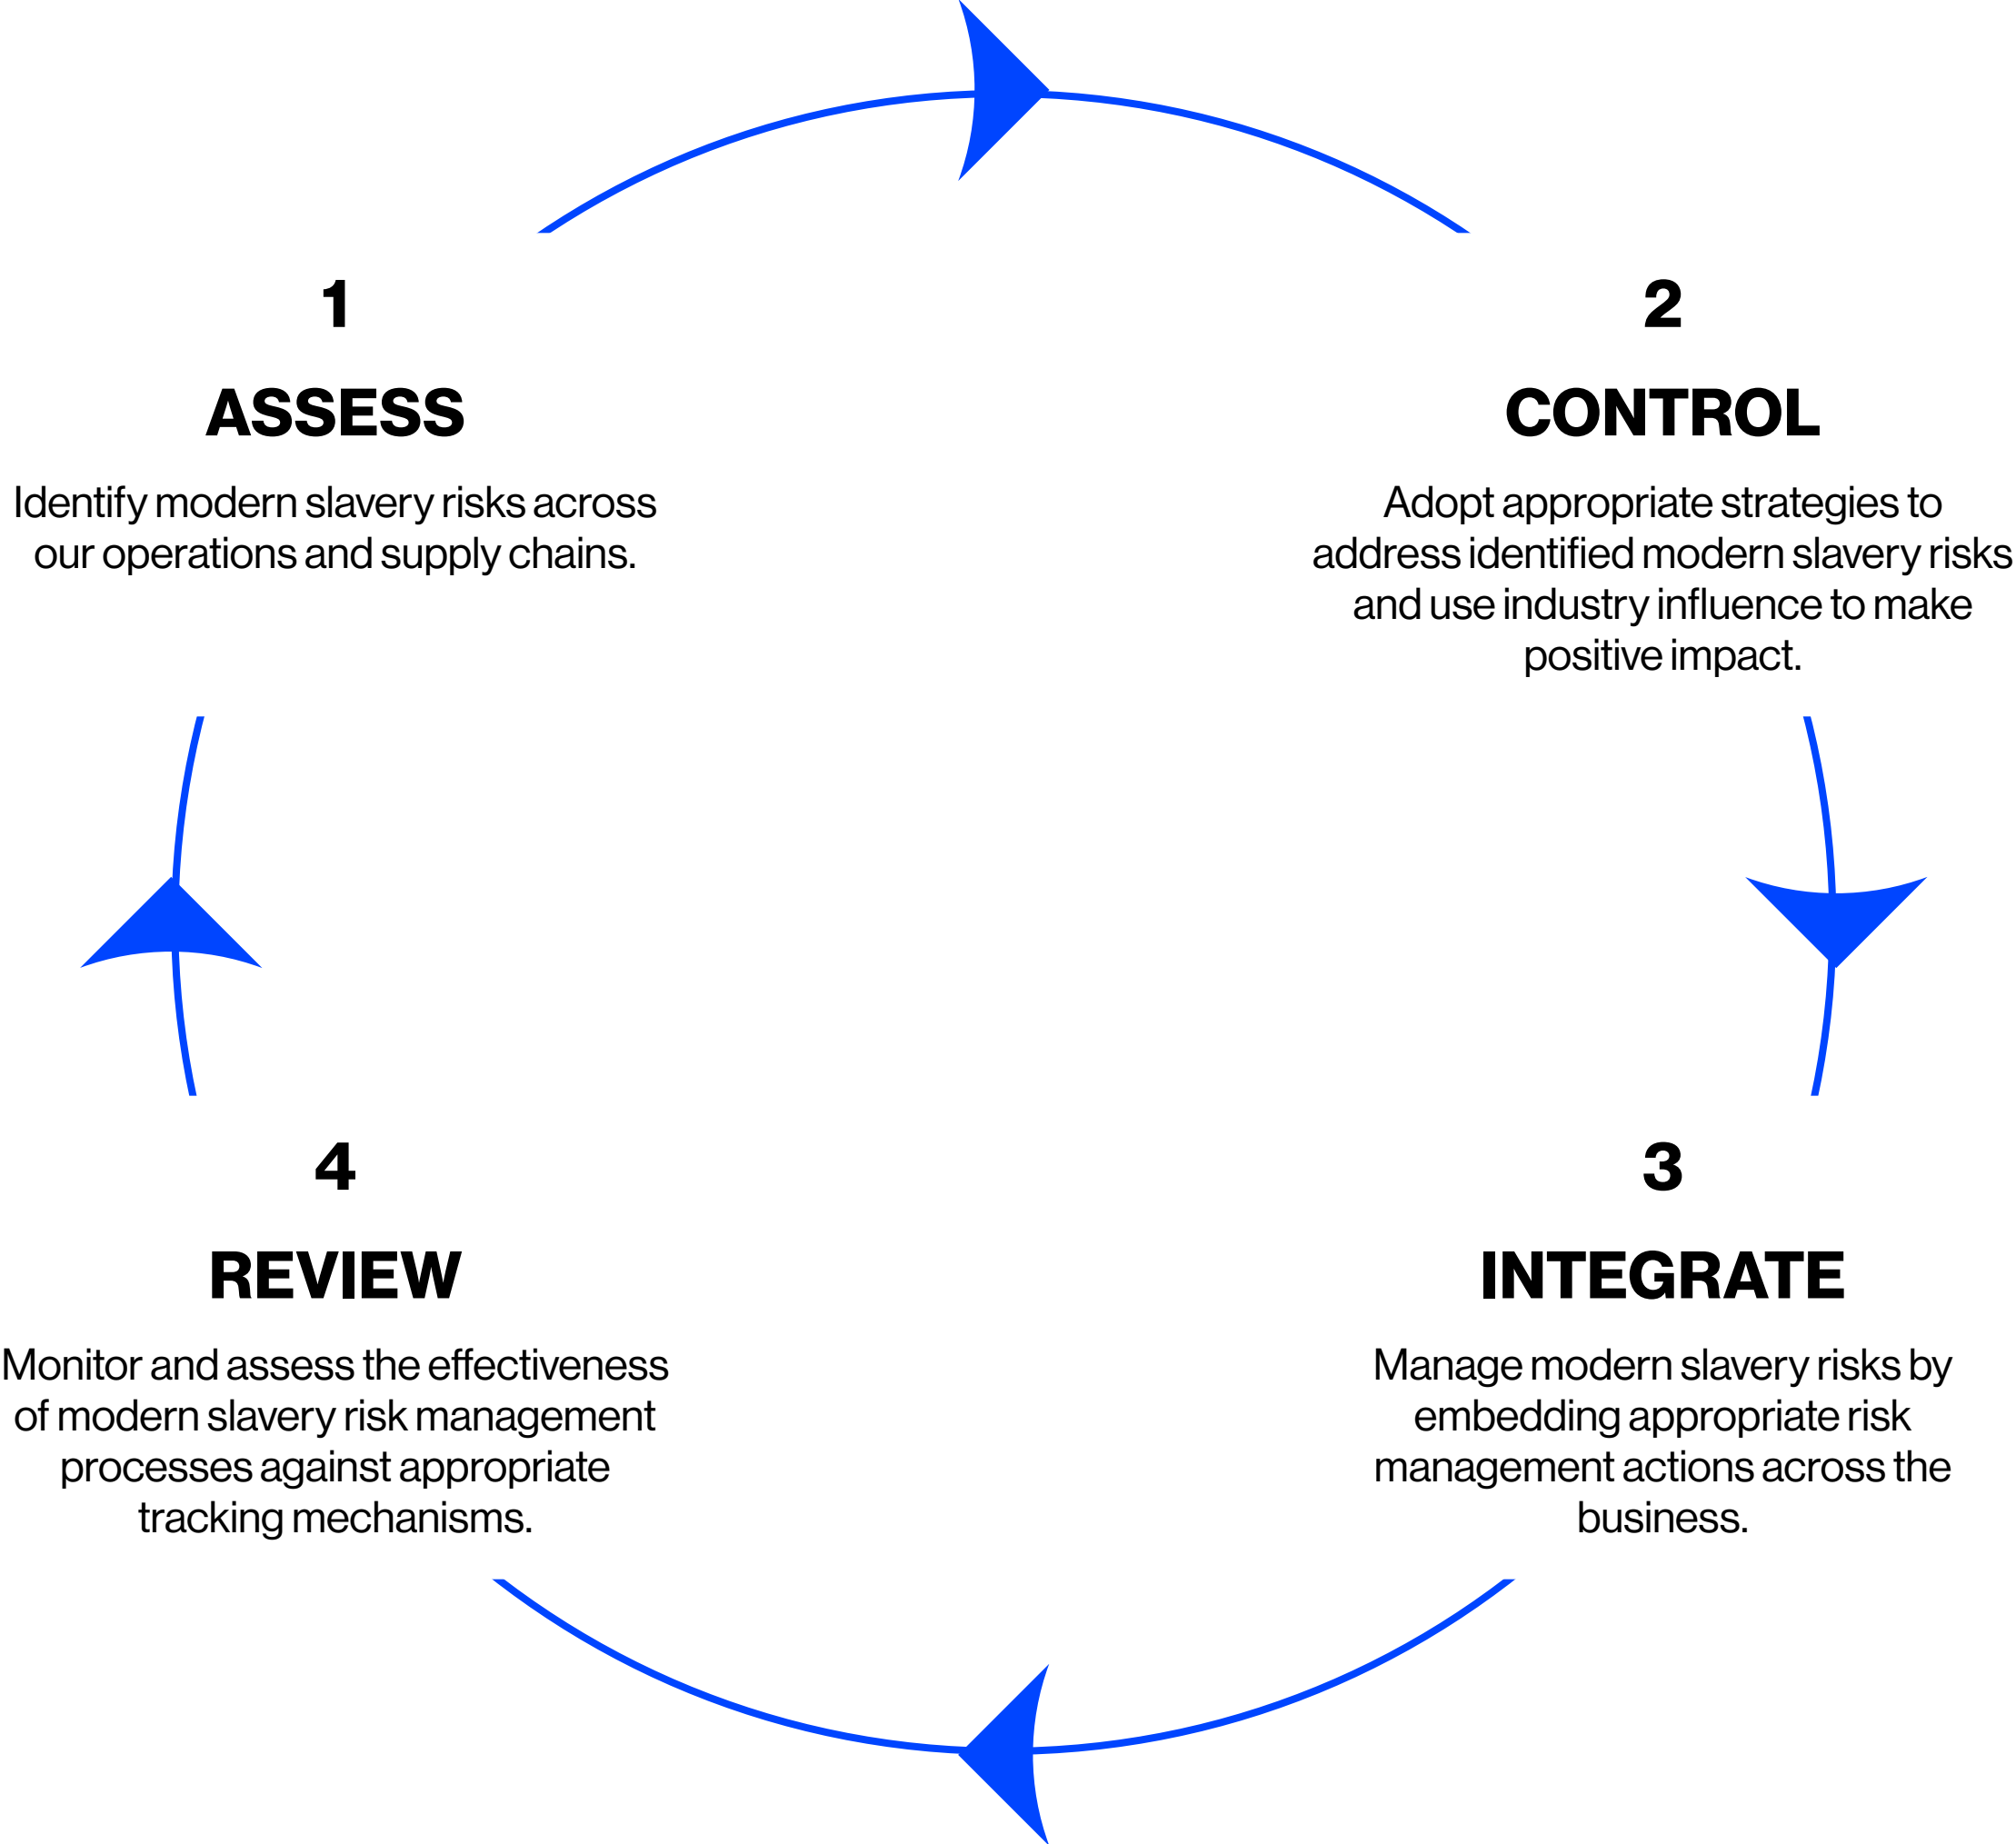 1
ASSESS
Identify modern slavery risks across
our operations and supply chains.
2
CONTROL
Adopt appropriate strategies to
address identified modern slavery risks
and use industry influence to make
positive impact.
3
INTEGRATE
Manage modern slavery risks by
embedding appropriate risk
management actions across the
business.
4
REVIEW
Monitor and assess the effectiveness
of modern slavery risk management
processes against appropriate
tracking mechanisms.